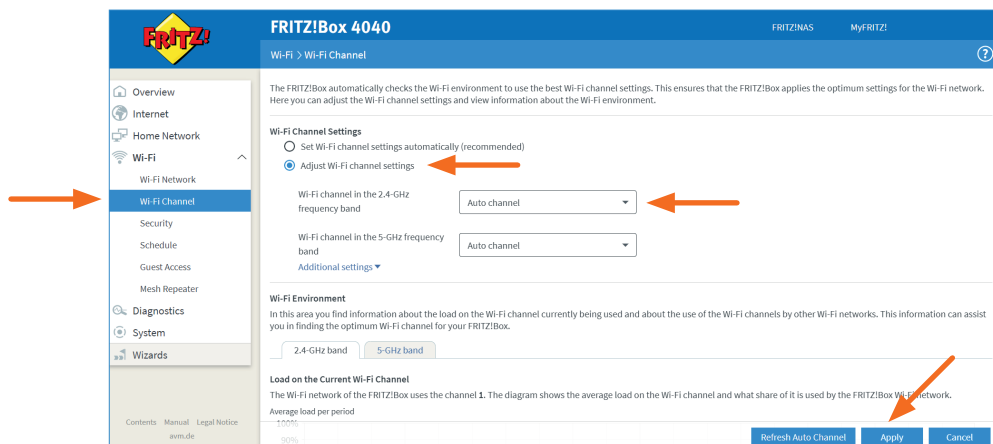 FRITZ!
FRITZ!Box 4040
FRITZ!NAS
MyFRITZ!
Wi-Fi > Wi-Fi Channel
?
Overview
Internet
Home Network
Wi-Fi
Wi-Fi Network
Wi-Fi Channel
Security
Schedule
Guest Access
Mesh Repeater
Diagnostics
System
Wizards
Contents Manual Legal Notice
avm.de
The FRITZ!Box automatically checks the Wi-Fi environment to use the best Wi-Fi channel settings. This ensures that the FRITZ!Box applies the optimum settings for the Wi-Fi network.
Here you can adjust the Wi-Fi channel settings and view information about the Wi-Fi environment.
Wi-Fi Channel Settings
Set Wi-Fi channel settings automatically (recommended)
Adjust Wi-Fi channel settings
Wi-Fi channel in the 2.4-GHz
frequency band
Auto channel
Wi-Fi channel in the 5-GHz frequency
band
Auto channel
Additional settings
Wi-Fi Environment
In this area you find information about the load on the Wi-Fi channel currently being used and about the use of the Wi-Fi channels by other Wi-Fi networks. This information can assist
you in finding the optimum Wi-Fi channel for your FRITZ!Box.
2.4-GHz band
5-GHz band
Load on the Current Wi-Fi Channel
The Wi-Fi network of the FRITZ!Box uses the channel 1. The diagram shows the average load on the Wi-Fi channel and what share of it is used by the FRITZ!Box Wi-Fi network.
Average load per period
100%
90%
Refresh Auto Channel
Apply
Cancel